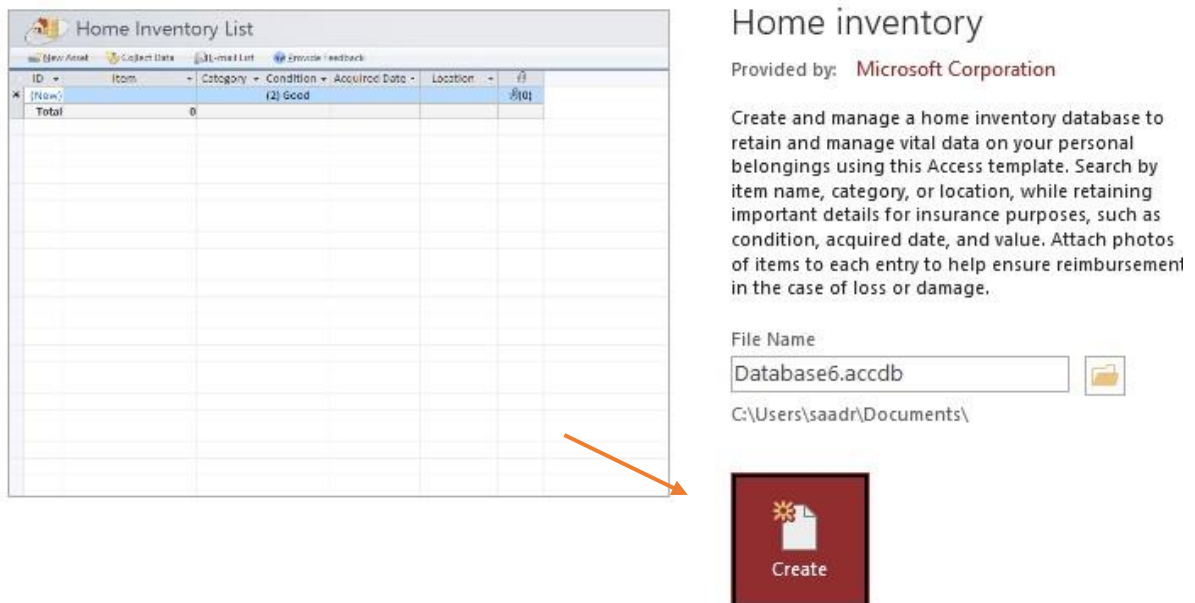 Home Inventory List
New Asset Collect Data E-mail List Provide Feedback
ID Item Category Condition Acquired Date Location
(New) (2) Good (0)
Total 0
Home inventory
Provided by: Microsoft Corporation
Create and manage a home inventory database to
retain and manage vital data on your personal
belongings using this Access template. Search by
item name, category, or location, while retaining
important details for insurance purposes, such as
condition, acquired date, and value. Attach photos
of items to each entry to help ensure reimbursement
in the case of loss or damage.
File Name
Database6.accdb
C:\Users\saadr\Documents\
Create